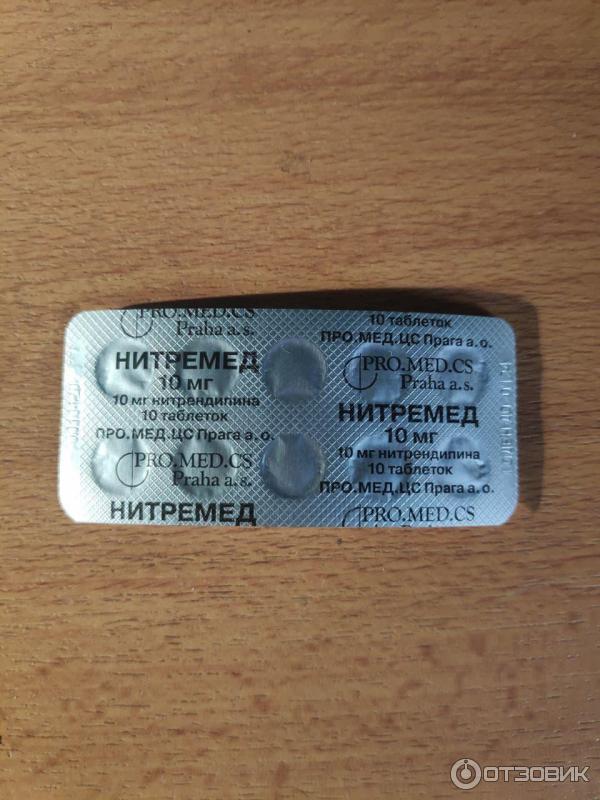 PRO.MED.CS
Praha a. s.
НИТРЕМЕД
10 мг
10 мг нитрендипина
10 таблеток
ПРО.МЕД.ЦС Прага а. о.
PRO.MED.CS
Praha a. s.
НИТРЕМЕД
10 таблеток
ПРО.МЕД.ЦС Прага а. о.
PRO.MED.CS
Praha a. s.
НИТРЕМЕД
10 мг
10 мг нитрендипина
10 таблеток
ПРО.МЕД.ЦС Прага а. о.
PRO.MED.CS
ОТЗОВИК